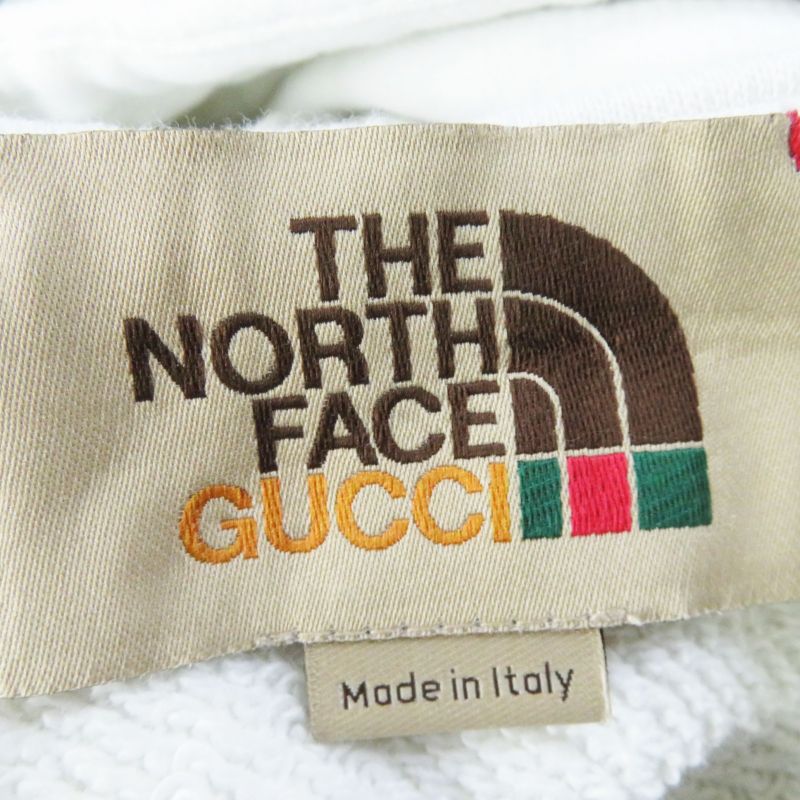 THE
NORTH
FACE
GUCCI
Made in Italy